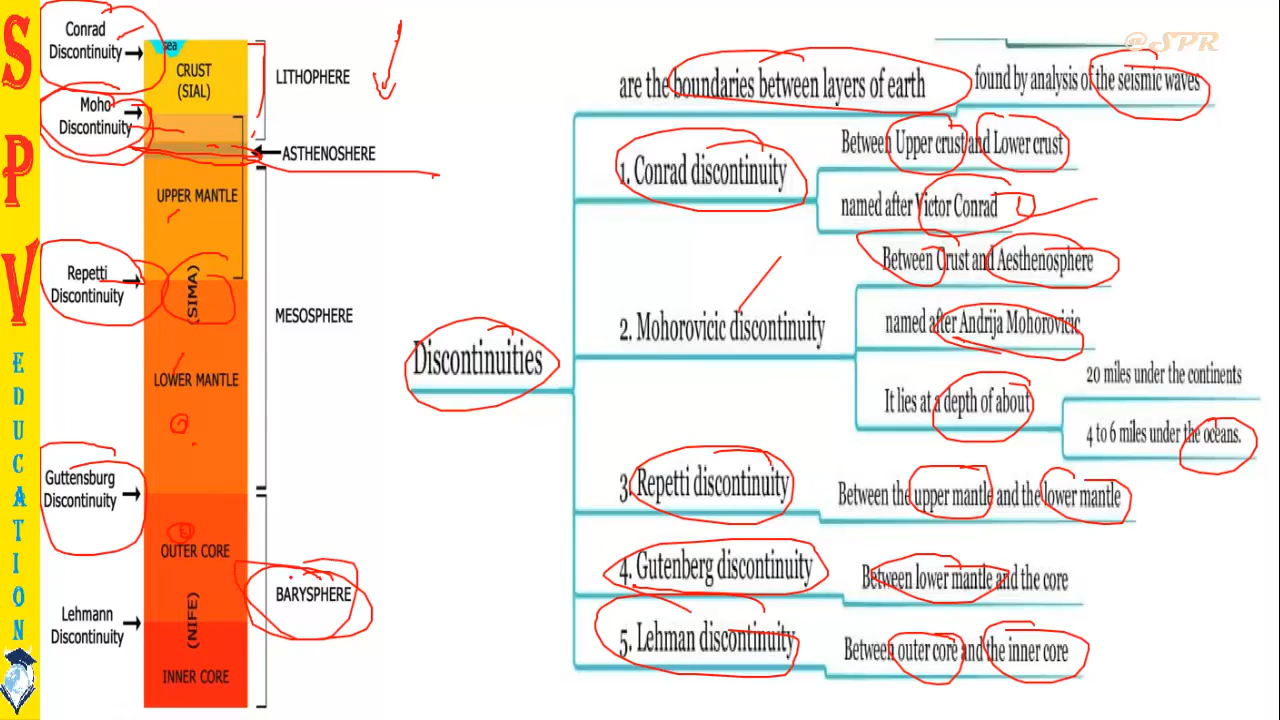 S
P
V
EDUCATION
Conrad
Discontinuity
Moho
Discontinuity
Repetti
Discontinuity
Guttensburg
Discontinuity
Lehmann
Discontinuity
sea
CRUST
(SIAL)
UPPER MANTLE
(SIMA)
LOWER MANTLE
OUTER CORE
(NIFE)
INNER CORE
LITHOPHERE
ASTHENOSHERE
MESOSPHERE
BARYSPHERE
@SPR
Discontinuities
are the boundaries between layers of earth
found by analysis of the seismic waves
1. Conrad discontinuity
Between Upper crust and Lower crust
named after Victor Conrad
2. Mohorovicic discontinuity
Between Crust and Aesthenosphere
named after Andrija Mohorovicic
It lies at a depth of about
20 miles under the continents
4 to 6 miles under the oceans.
3. Repetti discontinuity
Between the upper mantle and the lower mantle
4. Gutenberg discontinuity
Between lower mantle and the core
5. Lehman discontinuity
Between outer core and the inner core